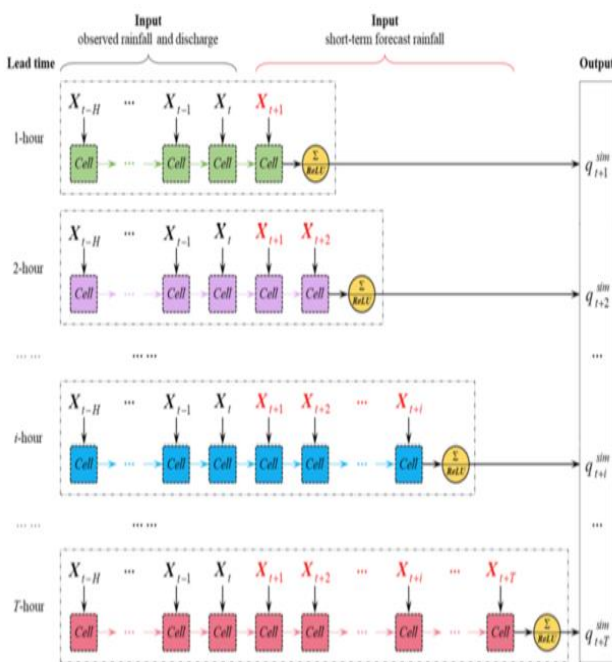 Input Input
observed rainfall and discharge short-term forecast rainfall
Lead time Output
X t-H ... X t-1 X t X t+1
1-hour
Cell ... Cell Cell Cell Σ ReLU q sim t+1
X t-H ... X t-1 X t X t+1 X t+2
2-hour
Cell ... Cell Cell Cell Cell Σ ReLU q sim t+2
... ... ... ... ...
X t-H ... X t-1 X t X t+1 X t+2 ... X t+i
i-hour
Cell ... Cell Cell Cell Cell ... Cell Σ ReLU q sim t+i
... ... ... ... ...
X t-H ... X t-1 X t X t+1 X t+2 ... X t+i ... X t+T
T-hour
Cell ... Cell Cell Cell Cell ... Cell ... Cell Σ ReLU q sim t+T